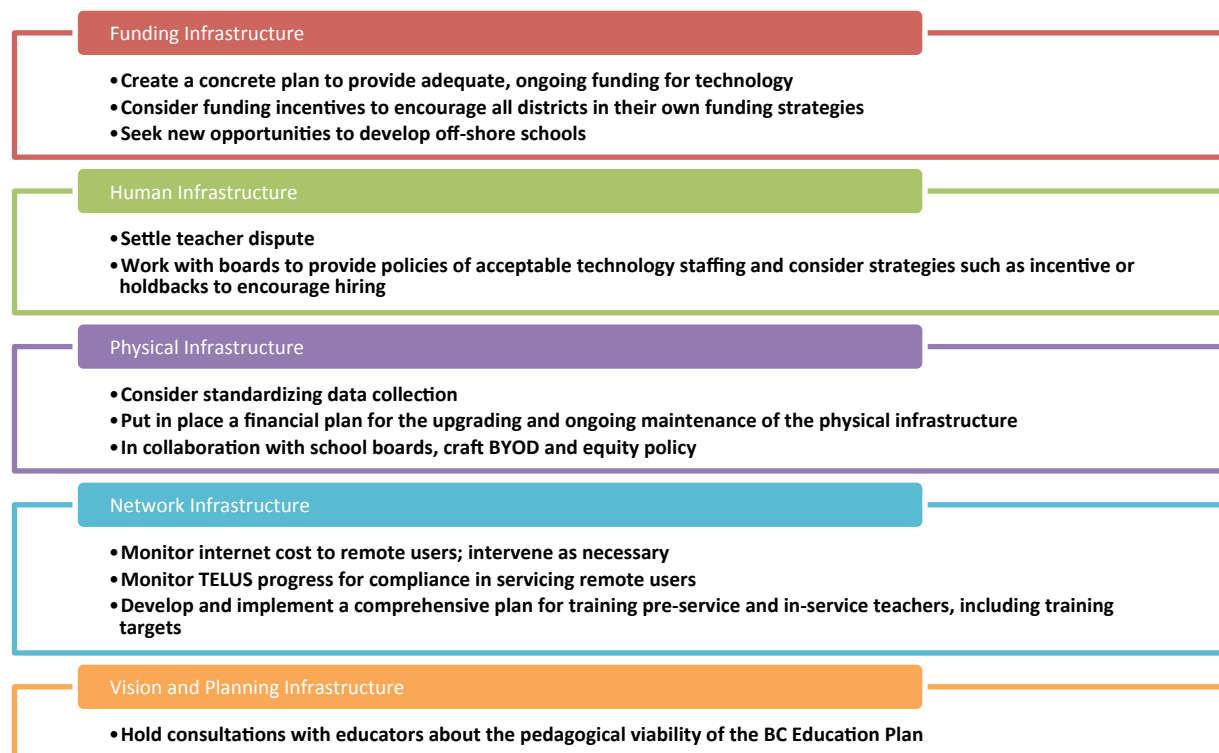 Funding Infrastructure
•Create a concrete plan to provide adequate, ongoing funding for technology
•Consider funding incentives to encourage all districts in their own funding strategies
•Seek new opportunities to develop off-shore schools
Human Infrastructure
•Settle teacher dispute
•Work with boards to provide policies of acceptable technology staffing and consider strategies such as incentive or
holdbacks to encourage hiring
Physical Infrastructure
•Consider standardizing data collection
•Put in place a financial plan for the upgrading and ongoing maintenance of the physical infrastructure
•In collaboration with school boards, craft BYOD and equity policy
Network Infrastructure
•Monitor internet cost to remote users; intervene as necessary
•Monitor TELUS progress for compliance in servicing remote users
•Develop and implement a comprehensive plan for training pre-service and in-service teachers, including training
targets
Vision and Planning Infrastructure
•Hold consultations with educators about the pedagogical viability of the BC Education Plan